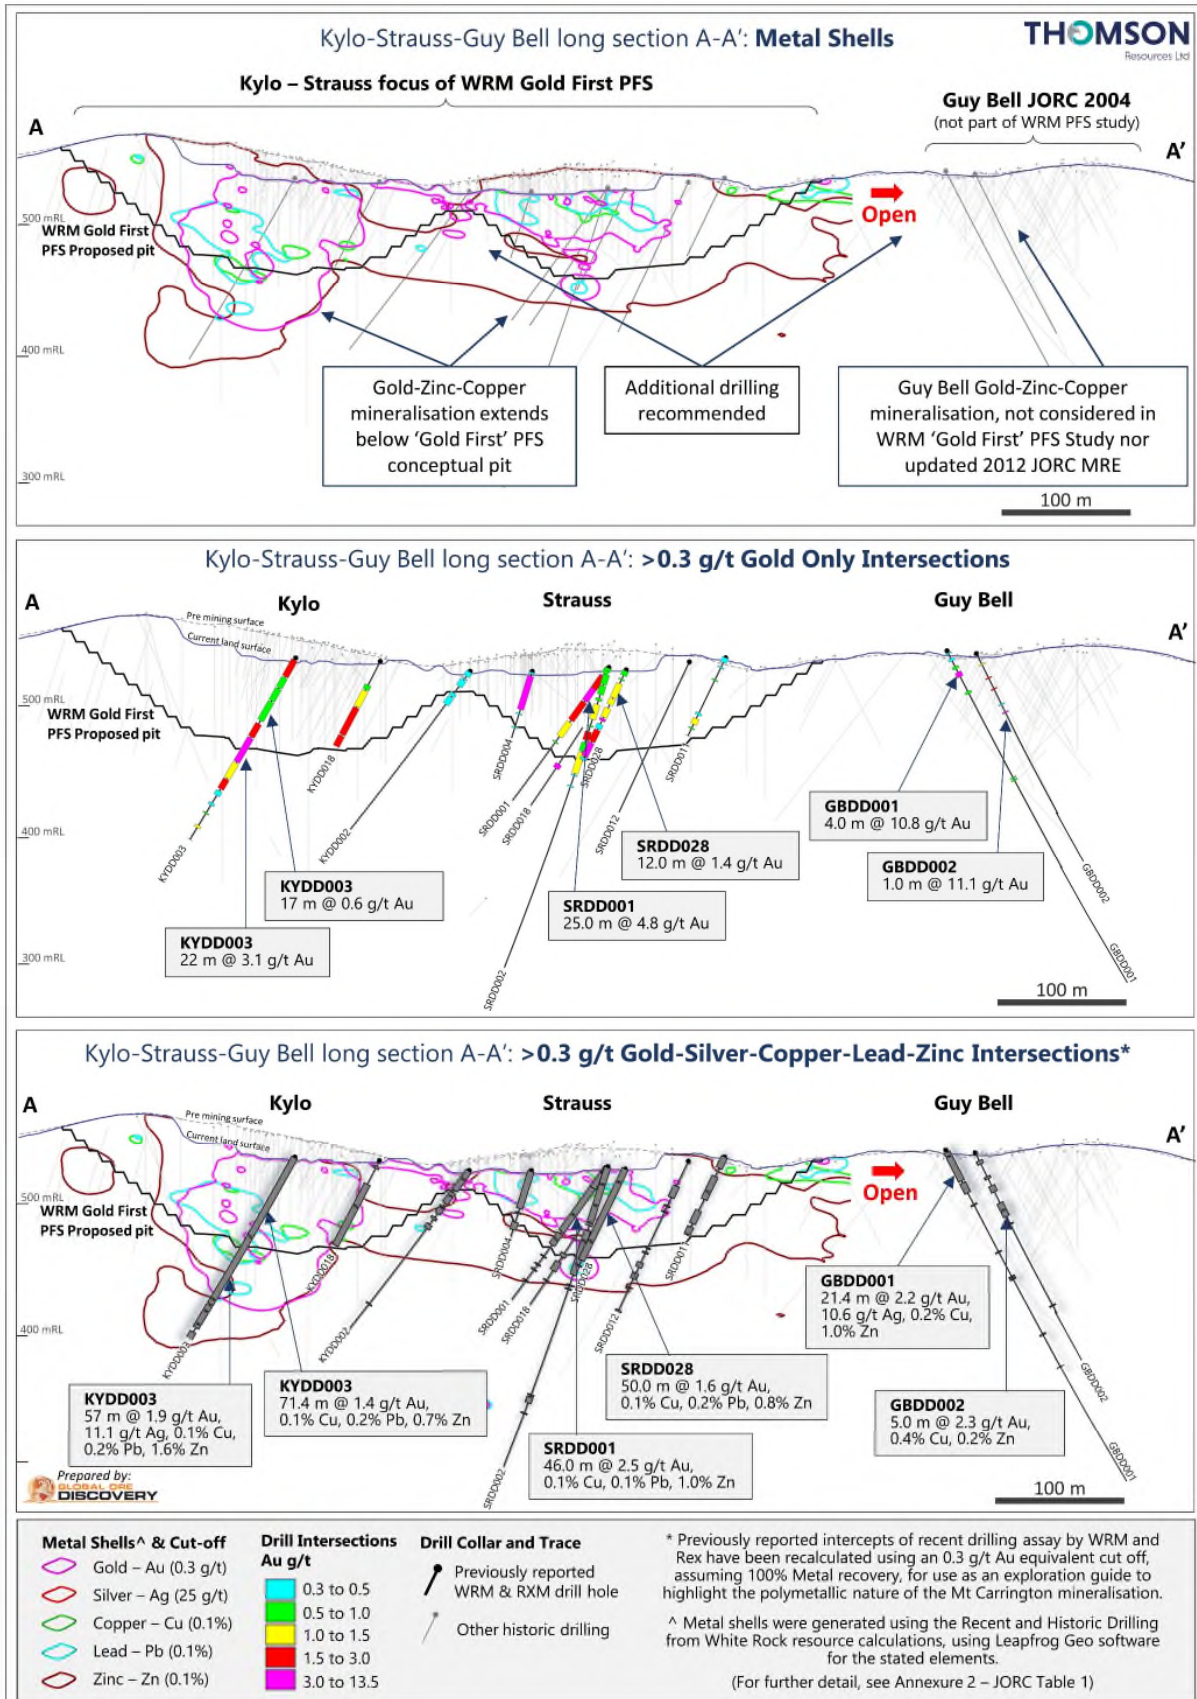 Kylo-Strauss-Guy Bell long section A-A’: Metal Shells
THOMSON
Resources Ltd
Kylo – Strauss focus of WRM Gold First PFS
Guy Bell JORC 2004
(not part of WRM PFS study)
A
A’
500 mRL
WRM Gold First
PFS Proposed pit
Open
400 mRL
Gold-Zinc-Copper
mineralisation extends
below ‘Gold First’ PFS
conceptual pit
Additional drilling
recommended
Guy Bell Gold-Zinc-Copper
mineralisation, not considered in
WRM ‘Gold First’ PFS Study nor
updated 2012 JORC MRE
300 mRL
100 m
Kylo-Strauss-Guy Bell long section A-A’: >0.3 g/t Gold Only Intersections
A
Kylo
Strauss
Guy Bell
A’
Pre mining surface
Current land surface
500 mRL
WRM Gold First
PFS Proposed pit
KYDD003
KYDD018
KYDD002
SRDD004
SRDD001
SRDD018
SRDD028
SRDD012
SRDD011
SRDD002
GBDD002
GBDD001
400 mRL
GBDD001
4.0 m @ 10.8 g/t Au
SRDD028
12.0 m @ 1.4 g/t Au
GBDD002
1.0 m @ 11.1 g/t Au
KYDD003
17 m @ 0.6 g/t Au
SRDD001
25.0 m @ 4.8 g/t Au
KYDD003
22 m @ 3.1 g/t Au
300 mRL
100 m
Kylo-Strauss-Guy Bell long section A-A’: >0.3 g/t Gold-Silver-Copper-Lead-Zinc Intersections*
A
Kylo
Strauss
Guy Bell
A’
Pre mining surface
Current land surface
500 mRL
WRM Gold First
PFS Proposed pit
Open
KYDD003
KYDD018
KYDD002
SRDD004
SRDD001
SRDD018
SRDD028
SRDD012
SRDD011
SRDD002
GBDD002
GBDD001
400 mRL
GBDD001
21.4 m @ 2.2 g/t Au,
10.6 g/t Ag, 0.2% Cu,
1.0% Zn
KYDD003
57 m @ 1.9 g/t Au,
11.1 g/t Ag, 0.1% Cu,
0.2% Pb, 1.6% Zn
KYDD003
71.4 m @ 1.4 g/t Au,
0.1% Cu, 0.2% Pb, 0.7% Zn
SRDD028
50.0 m @ 1.6 g/t Au,
0.1% Cu, 0.2% Pb, 0.8% Zn
GBDD002
5.0 m @ 2.3 g/t Au,
0.4% Cu, 0.2% Zn
SRDD001
46.0 m @ 2.5 g/t Au,
0.1% Cu, 0.1% Pb, 1.0% Zn
Prepared by:
GLOBAL ORE
DISCOVERY
100 m
Metal Shells^ & Cut-off
Gold – Au (0.3 g/t)
Silver – Ag (25 g/t)
Copper – Cu (0.1%)
Lead – Pb (0.1%)
Zinc – Zn (0.1%)
Drill Intersections
Au g/t
0.3 to 0.5
0.5 to 1.0
1.0 to 1.5
1.5 to 3.0
3.0 to 13.5
Drill Collar and Trace
Previously reported
WRM & RXM drill hole
Other historic drilling
* Previously reported intercepts of recent drilling assay by WRM and
Rex have been recalculated using an 0.3 g/t Au equivalent cut off,
assuming 100% Metal recovery, for use as an exploration guide to
highlight the polymetallic nature of the Mt Carrington mineralisation.
^ Metal shells were generated using the Recent and Historic Drilling
from White Rock resource calculations, using Leapfrog Geo software
for the stated elements.
(For further detail, see Annexure 2 – JORC Table 1)